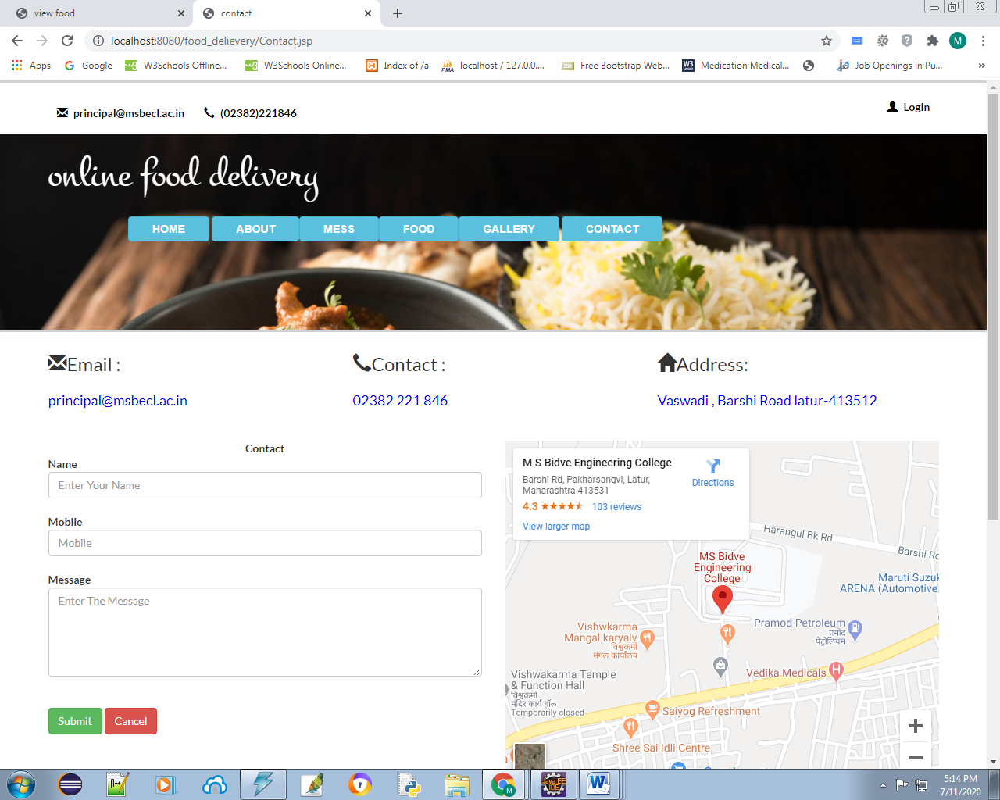 view food
contact
localhost:8080/food_delievery/Contact.jsp
M
Apps
Google
W3Schools Offline...
W3Schools Online...
Index of /a
localhost / 127.0.0....
Free Bootstrap Web...
Medication Medical...
Job Openings in Pu...
»
principal@msbecl.ac.in
(02382)221846
Login
online food delivery
HOME
ABOUT
MESS
FOOD
GALLERY
CONTACT
Email :
Contact :
Address:
principal@msbecl.ac.in
02382 221 846
Vaswadi , Barshi Road latur-413512
Contact
Name
Enter Your Name
Mobile
Mobile
Message
Enter The Message
Submit
Cancel
M S Bidve Engineering College
Barshi Rd, Pakharsangvi, Latur,
Maharashtra 413531
4.3
103 reviews
View larger map
Directions
Harangul Bk Rd
Barshi Rd
MS Bidve
Engineering
College
Maruti Suzuk
ARENA (Automotive.
Pramod Petroleum
प्रमोद
पेट्रोलियम
Vishwakarma
Mangal karyaly
विश्वकर्मा
मंगल कार्यालय
Vedika Medicals
Vishwakarma Temple
& Function Hall
विश्वकर्मा
मंदिर कार्य हॉल
Temporarily closed
Saiyog Refreshment
Shree Sai Idli Centre
5:14 PM
7/11/2020